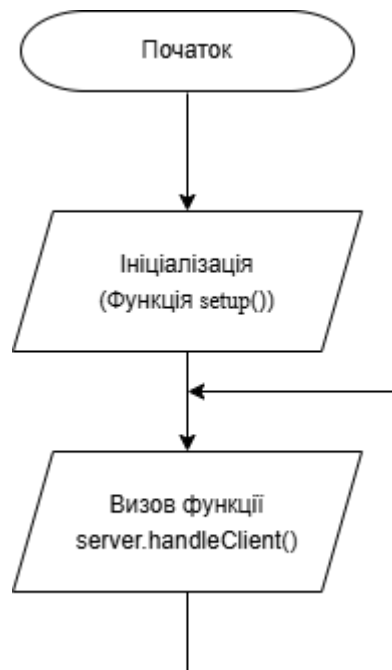 Початок
Ініціалізація
(Функція setup())
Визов функції
server.handleClient()